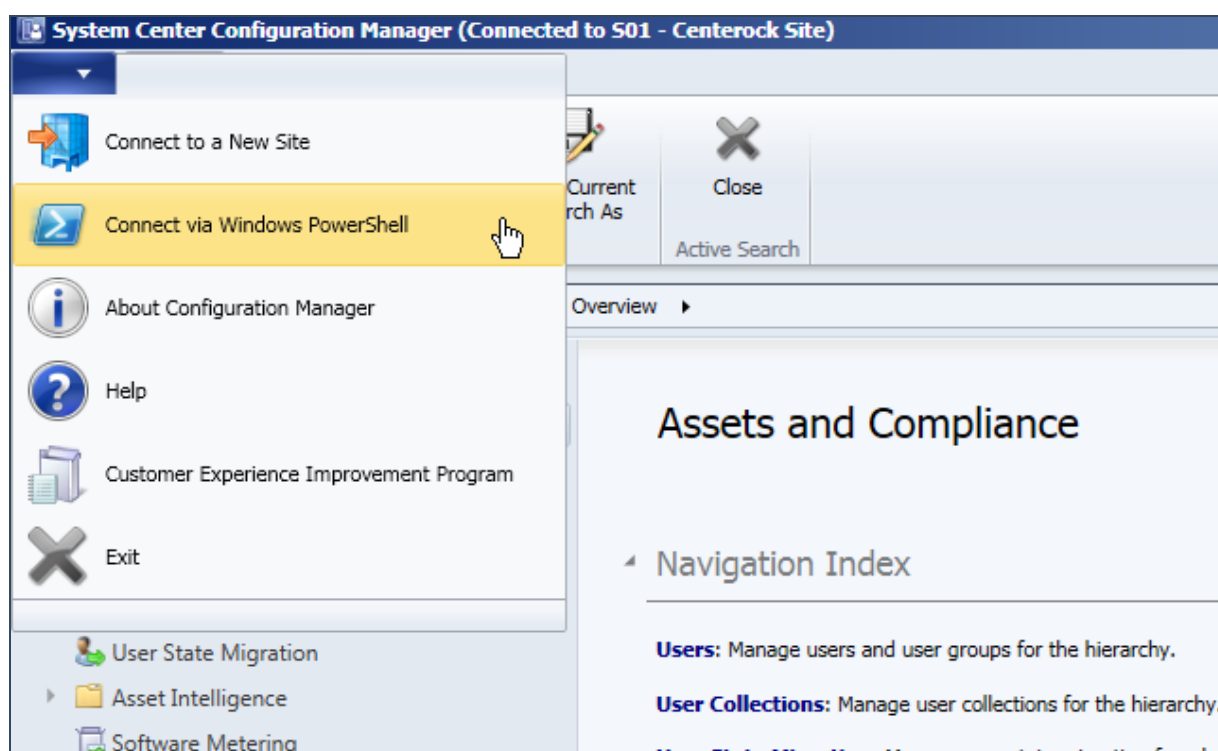 System Center Configuration Manager (Connected to S01 - Centerock Site)
Connect to a New Site
Connect via Windows PowerShell
About Configuration Manager
Help
Customer Experience Improvement Program
Exit
Current
As
Close
Active Search
Overview
Assets and Compliance
Navigation Index
Users: Manage users and user groups for the hierarchy.
User Collections: Manage user collections for the hierarchy.
User State Migration
Asset Intelligence
Software Metering